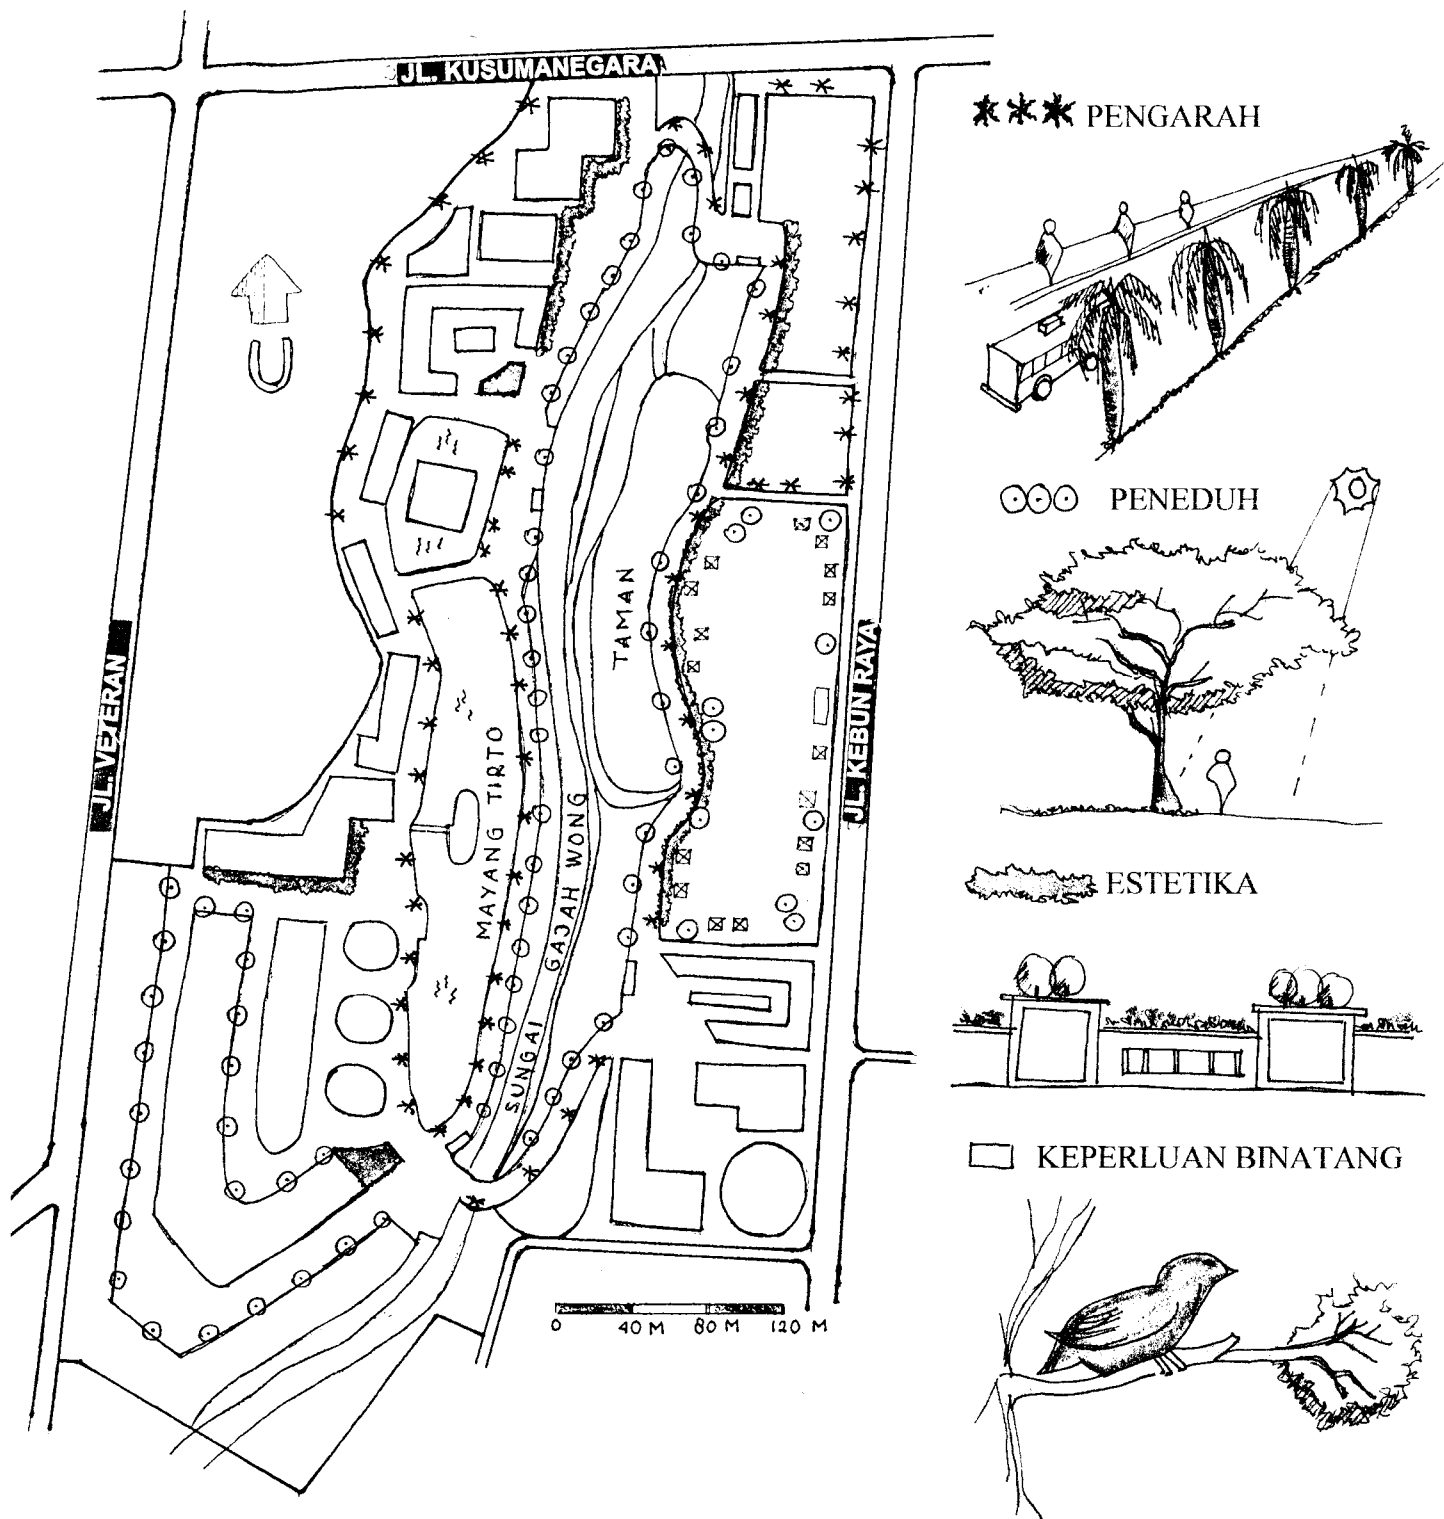 JL. KUSUMANEGARA
PENGARAH
U
PENEDUH
TAMAN
JL. VETERAN
JL. KEBUN RAYA
MAYANG TIRTO
SUNGAI GAJAH WONG
ESTETIKA
KEPERLUAN BINATANG
0 40 M 80 M 120 M